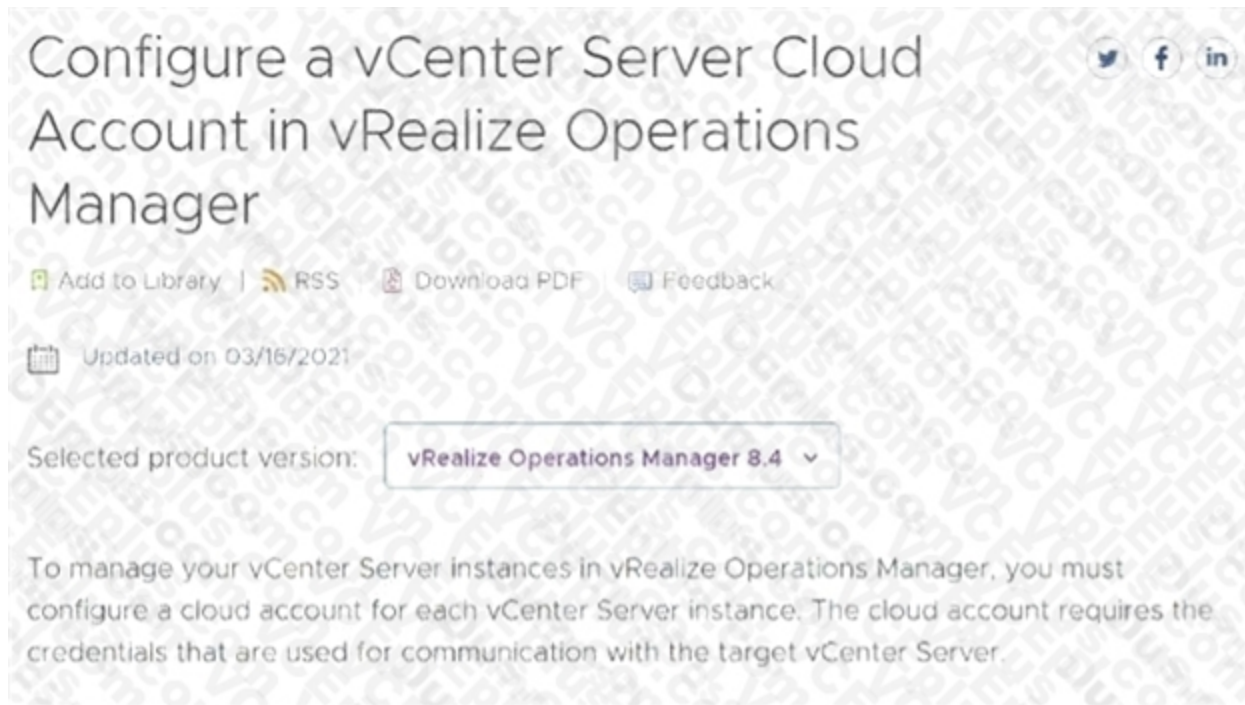 Configure a vCenter Server Cloud
Account in vRealize Operations
Manager
Add to Library | RSS Download PDF Feedback
Updated on 03/16/2021
Selected product version: vRealize Operations Manager 8.4
To manage your vCenter Server instances in vRealize Operations Manager, you must
configure a cloud account for each vCenter Server instance. The cloud account requires the
credentials that are used for communication with the target vCenter Server.